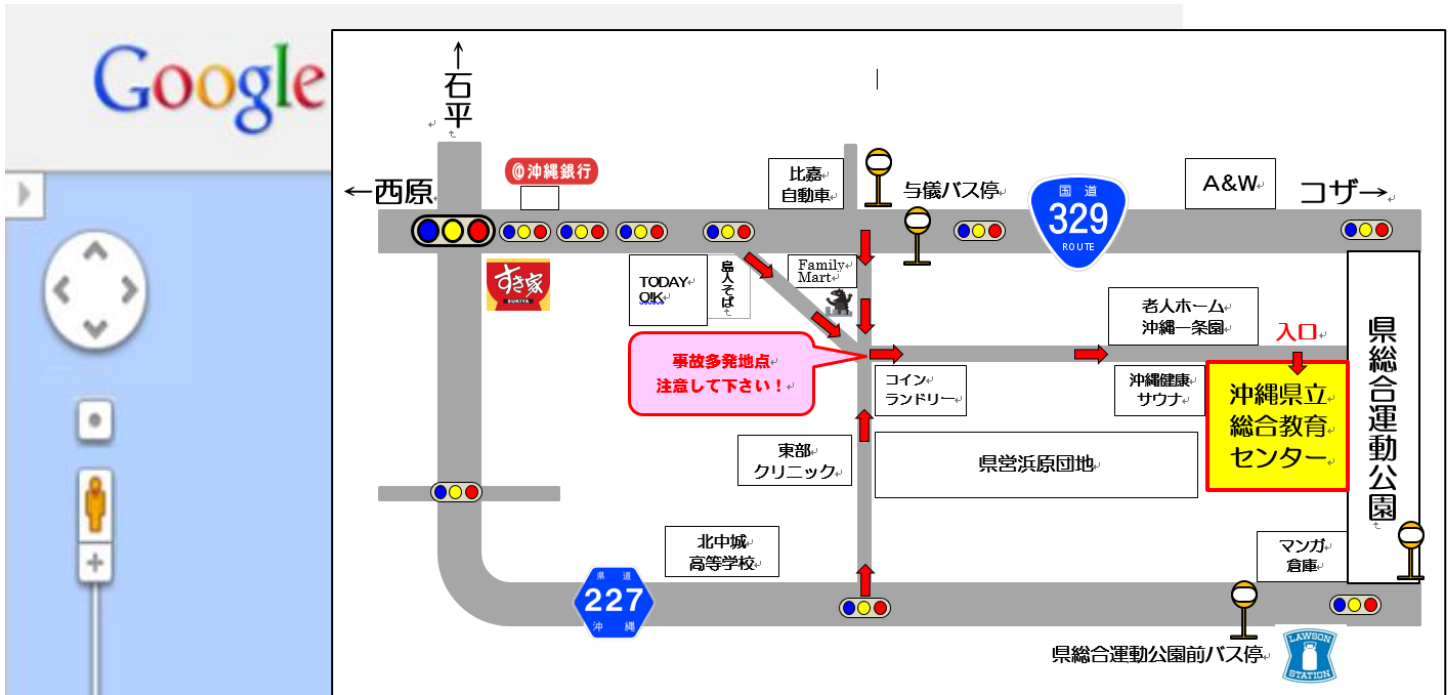 Google
↑
石
平
←西原
@沖縄銀行
比嘉
自動車
与儀バス停
国道
329
ROUTE
A&W
コザ→
すき家
SUKIYA
TODAY
O!K
島人そば
Family
Mart
老人ホーム
沖縄一条園
入口
事故多発地点
注意して下さい！
コイン
ランドリー
沖縄健康
サウナ
沖縄県立
総合教育
センター
県総合運動公園
東部
クリニック
県営浜原団地
北中城
高等学校
マンガ
倉庫
県道
227
沖縄
県総合運動公園前バス停
LAWSON
STATION